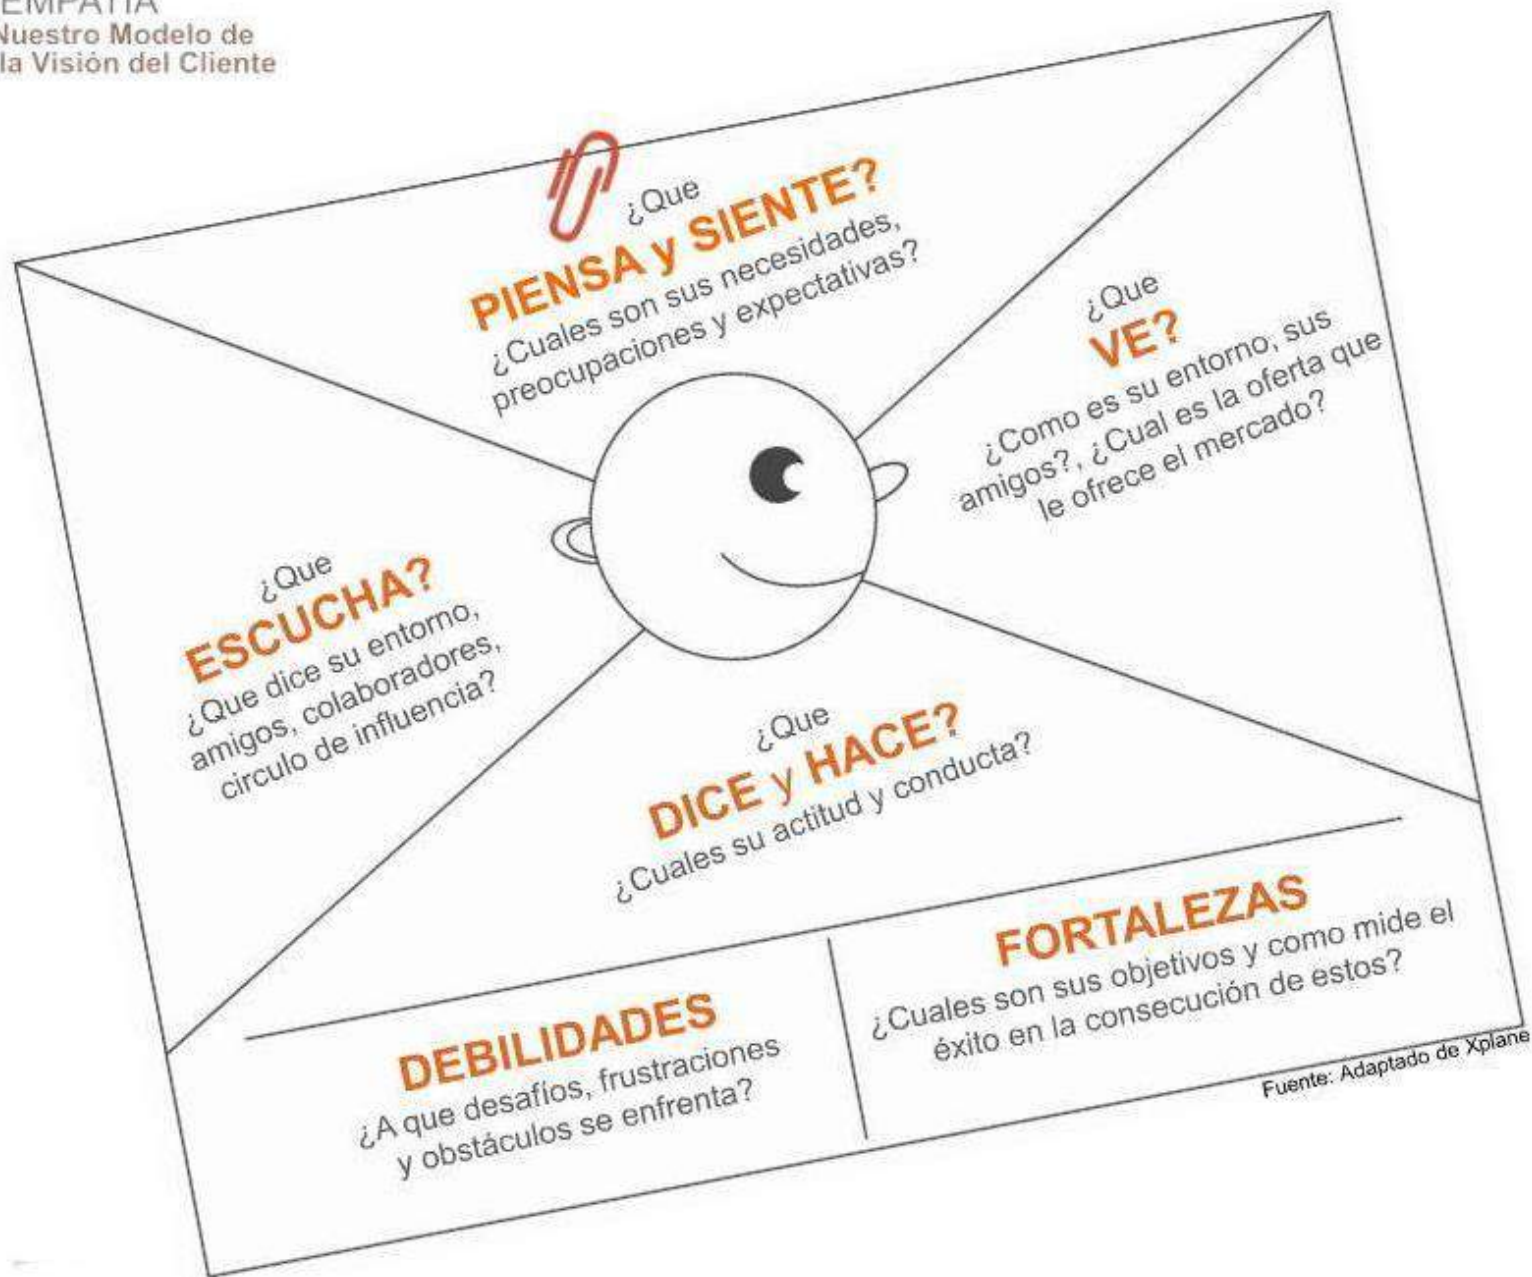 EMPATIA
Nuestro Modelo de
la Visión del Cliente
¿Que
PIENSA y SIENTE?
¿Cuales son sus necesidades,
preocupaciones y expectativas?
¿Que
VE?
¿Como es su entorno, sus
amigos?, ¿Cual es la oferta que
le ofrece el mercado?
¿Que
ESCUCHA?
¿Que dice su entorno,
amigos, colaboradores,
circulo de influencia?
¿Que
DICE y HACE?
¿Cuales su actitud y conducta?
DEBILIDADES
¿A que desafíos, frustraciones
y obstáculos se enfrenta?
FORTALEZAS
¿Cuales son sus objetivos y como mide el
éxito en la consecución de estos?
Fuente: Adaptado de Xplane